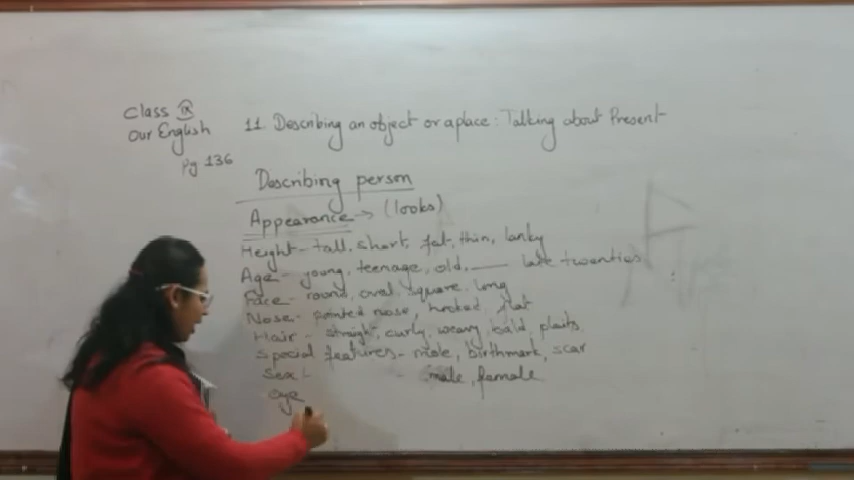 Class IX
Our English
Pg. 136
11. Describing an object or a place: Talking about Present
Describing person
Appearance → (looks)
Height - tall, short, fat, thin, lanky
Age - young, teenage, old, ____ late twenties
Face - round, oval, square, long
Nose - pointed nose, hooked, flat
Hair - straight, curly, weavy, bald, plaits
Special features - mole, birthmark, scar
Sex - - male, female
Eye